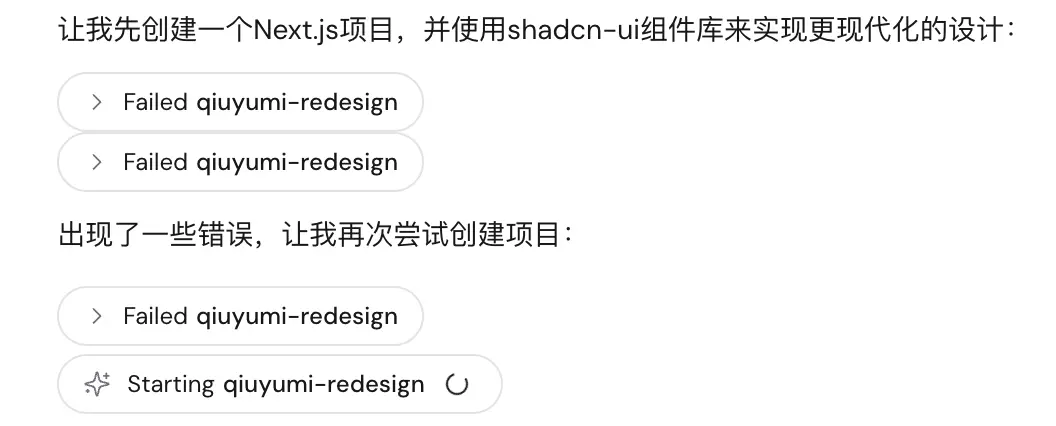 让我先创建一个Next.js项目，并使用shadcn-ui组件库来实现更现代化的设计：
Failed qiuyumi-redesign
Failed qiuyumi-redesign
出现了一些错误，让我再次尝试创建项目：
Failed qiuyumi-redesign
Starting qiuyumi-redesign